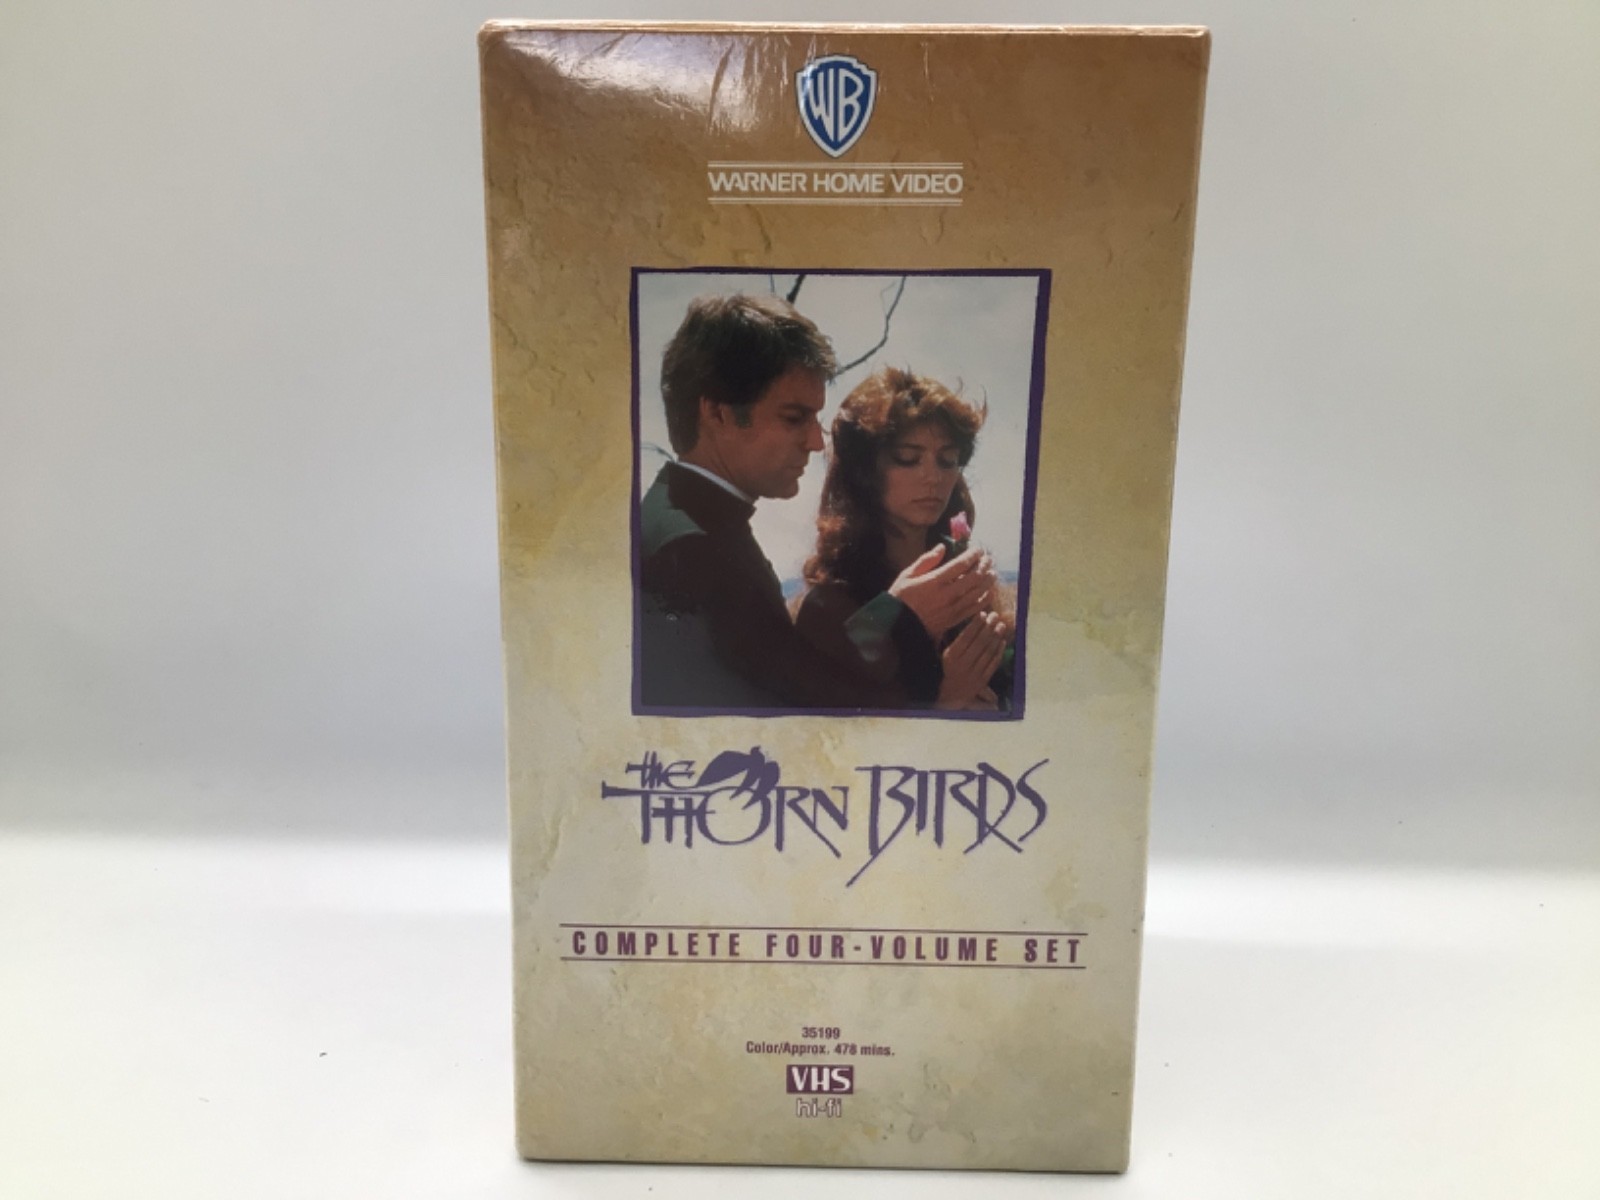 WB
WARNER HOME VIDEO
the
THORN BIRDS
COMPLETE FOUR-VOLUME SET
35199
Color/Approx. 478 mins.
VHS
hi-fi